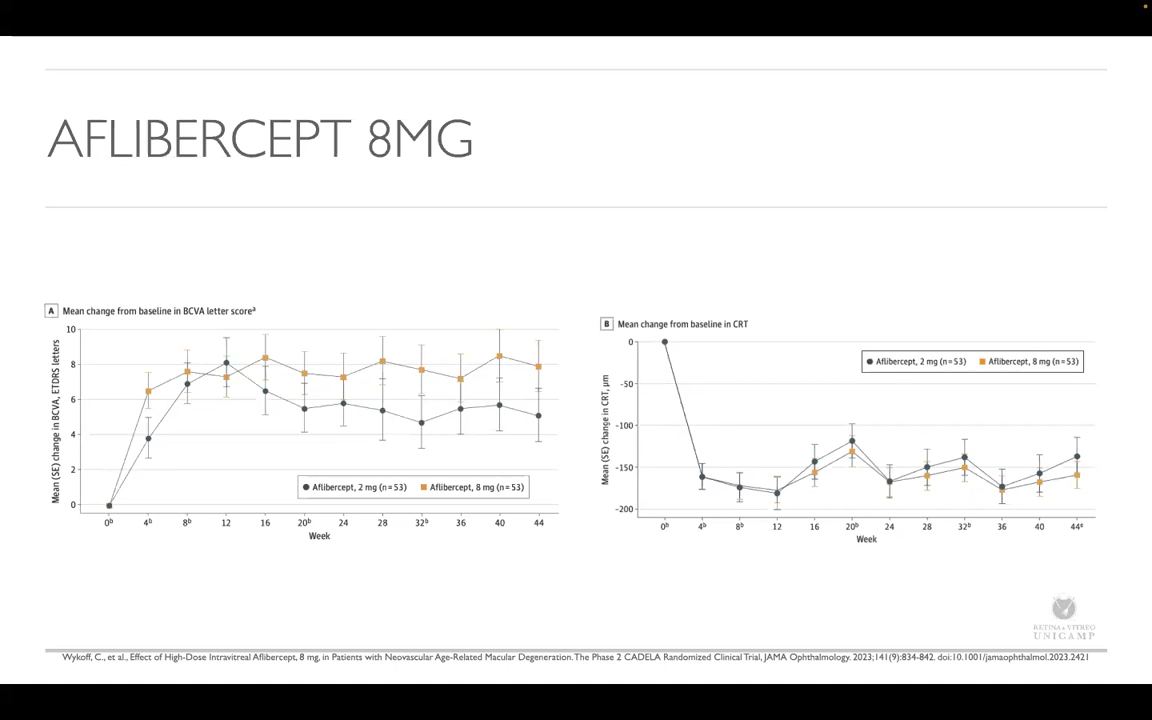 AFLIBERCEPT 8MG
A Mean change from baseline in BCVA letter scoreᵃ
Mean (SE) change in BCVA, ETDRS letters
10
8
6
4
2
0
Aflibercept, 2 mg (n=53) Aflibercept, 8 mg (n=53)
0ᵇ 4ᵇ 8ᵇ 12 16 20ᵇ 24 28 32ᵇ 36 40 44
Week
B Mean change from baseline in CRT
Mean (SE) change in CRT, µm
0
-50
-100
-150
-200
Aflibercept, 2 mg (n=53) Aflibercept, 8 mg (n=53)
0ᵇ 4ᵇ 8ᵇ 12 16 20ᵇ 24 28 32ᵇ 36 40 44ᶜ
Week
RETINA & VITREO
UNICAMP
Wykoff, C., et al., Effect of High-Dose Intravitreal Aflibercept, 8 mg, in Patients with Neovascular Age-Related Macular Degeneration. The Phase 2 CADELA Randomized Clinical Trial, JAMA Ophthalmology. 2023;141(9):834-842. doi:10.1001/jamaophthalmol.2023.2421